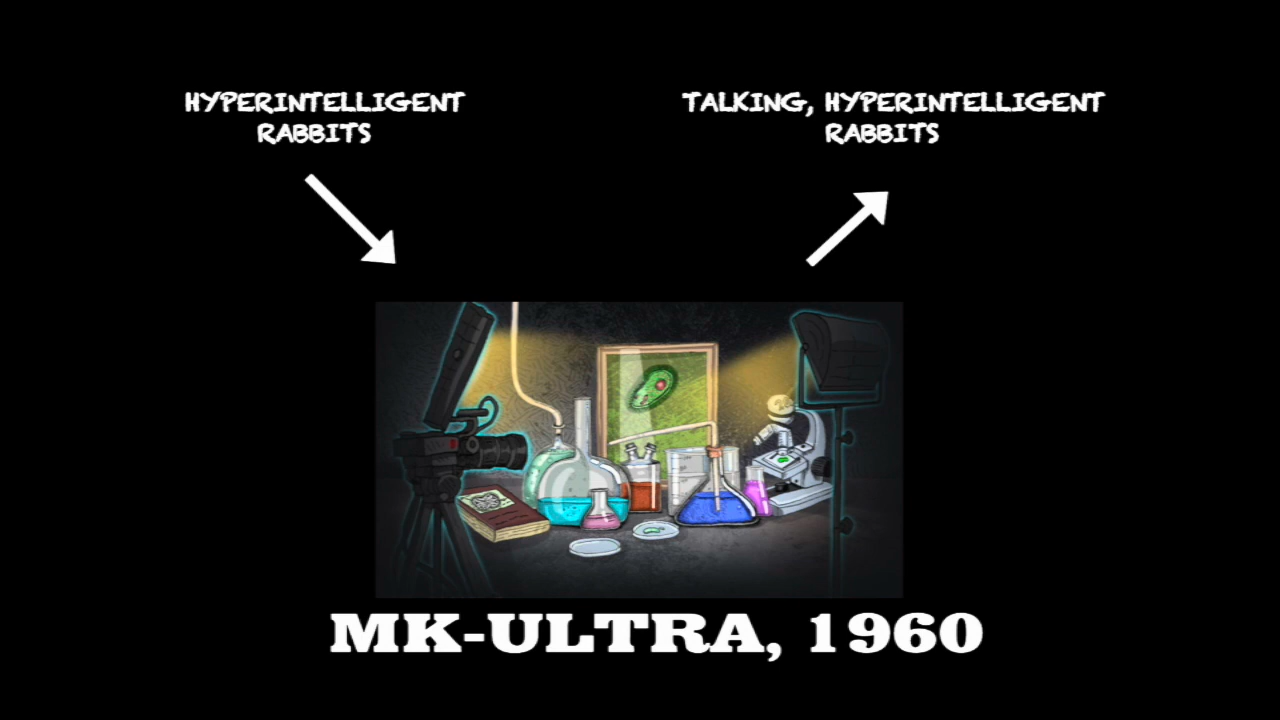 HYPERINTELLIGENT
RABBITS
TALKING, HYPERINTELLIGENT
RABBITS
MK-ULTRA, 1960